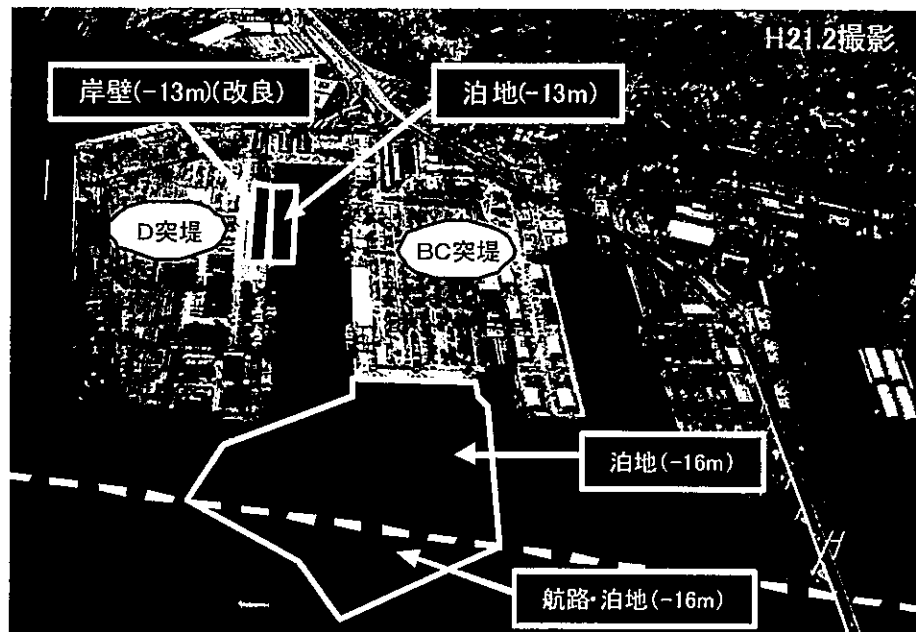 H21.2撮影
岸壁(-13m)(改良)
泊地(-13m)
D突堤
BC突堤
泊地(-16m)
航路・泊地(-16m)